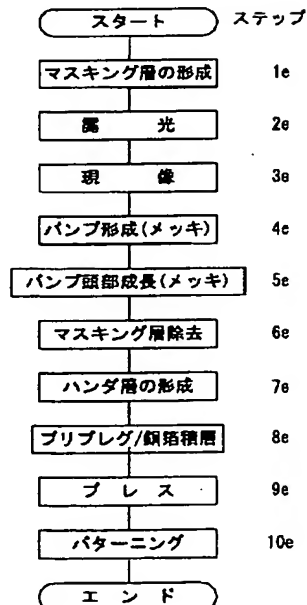 スタート ステップ
マスキング層の形成 1e
露光 2e
現像 3e
バンプ形成(メッキ) 4e
バンプ頭部成長(メッキ) 5e
マスキング層除去 6e
ハンダ層の形成 7e
プリプレグ/銅箔積層 8e
プレス 9e
パターニング 10e
エンド